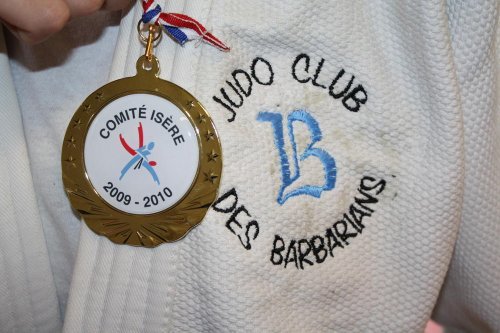 COMITÉ ISÈRE
2009 - 2010
JUDO CLUB
B
DES BARBARIANS